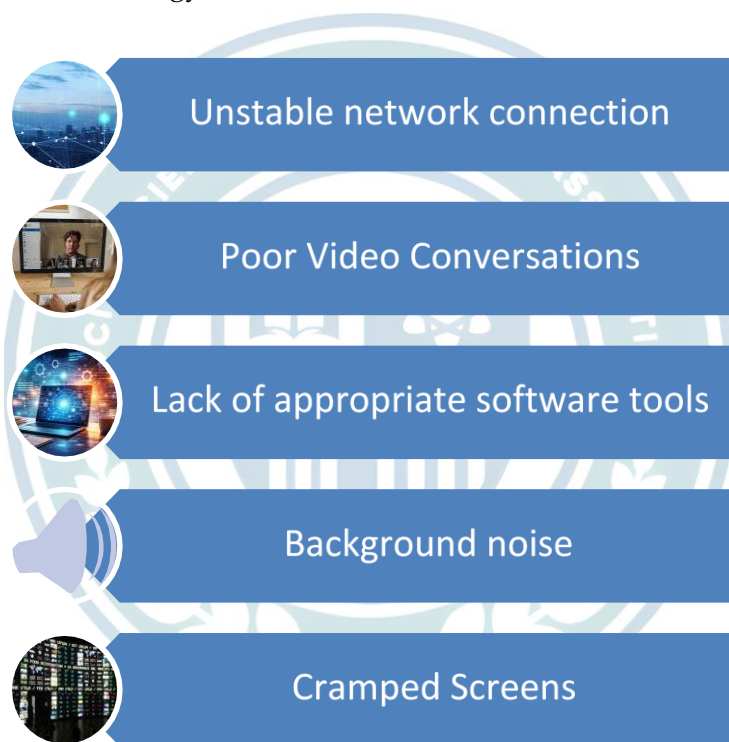 Unstable network connection
Poor Video Conversations
Lack of appropriate software tools
Background noise
Cramped Screens